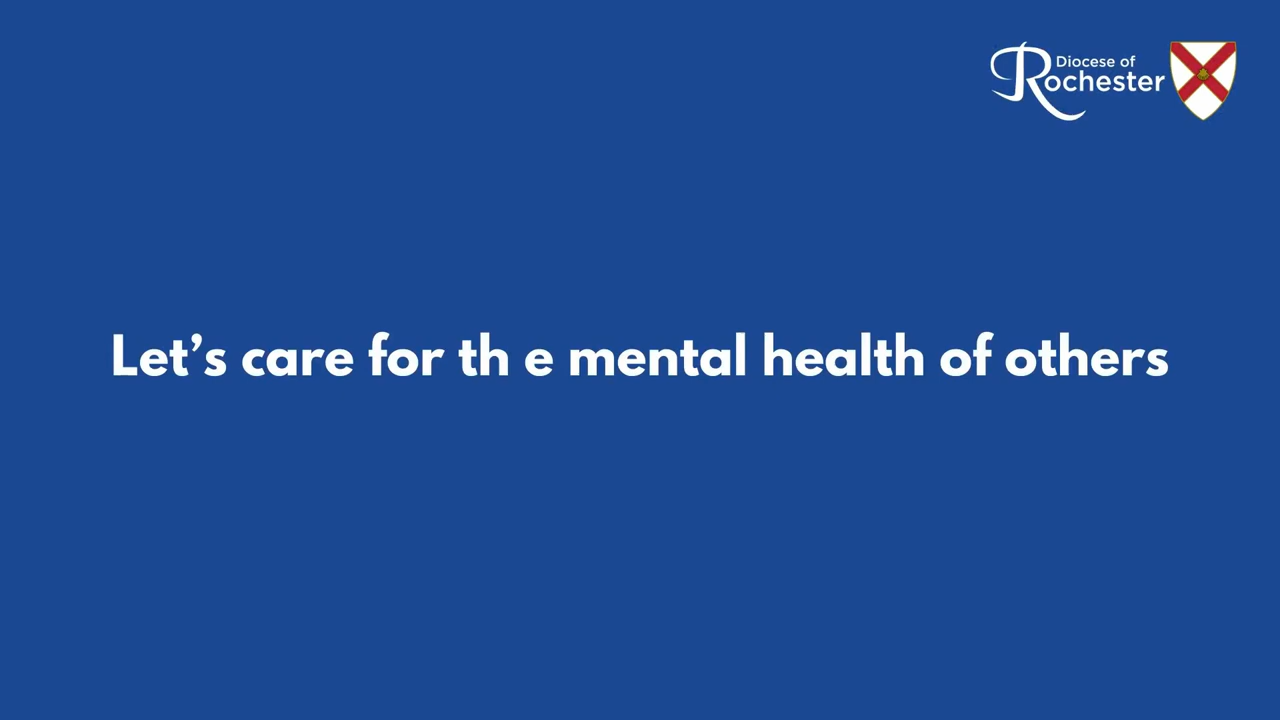 Diocese of
Rochester
Let’s care for th e mental health of others